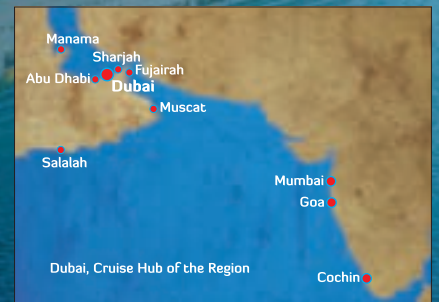 Manama
Sharjah
Fujairah
Abu Dhabi
Dubai
Muscat
Salalah
Mumbai
Goa
Dubai, Cruise Hub of the Region
Cochin